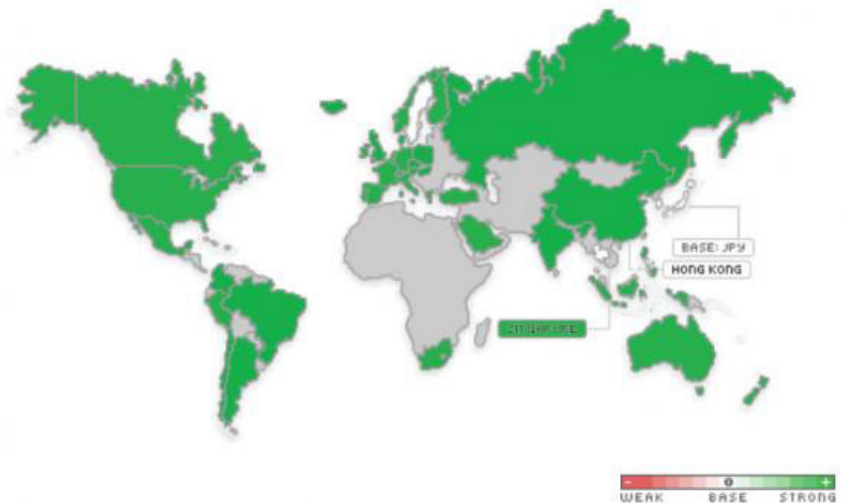 BASE: JPY
HONG KONG
SINGAPORE
- 0 +
WEAK BASE STRONG